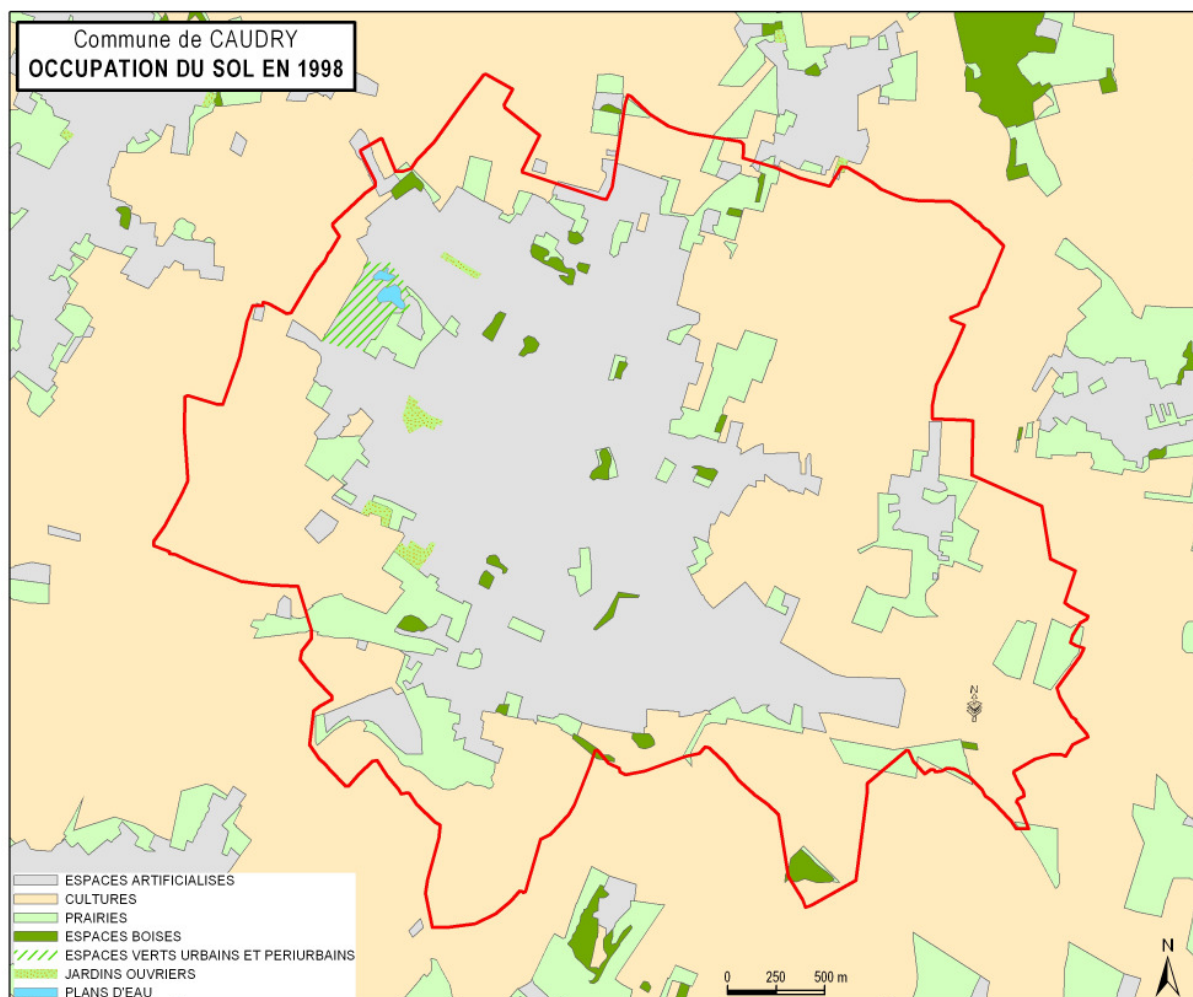 Commune de CAUDRY
OCCUPATION DU SOL EN 1998
N
ESPACES ARTIFICIALISES
CULTURES
PRAIRIES
ESPACES BOISES
ESPACES VERTS URBAINS ET PERIURBAINS
JARDINS OUVRIERS
PLANS D'EAU
0 250 500 m
N